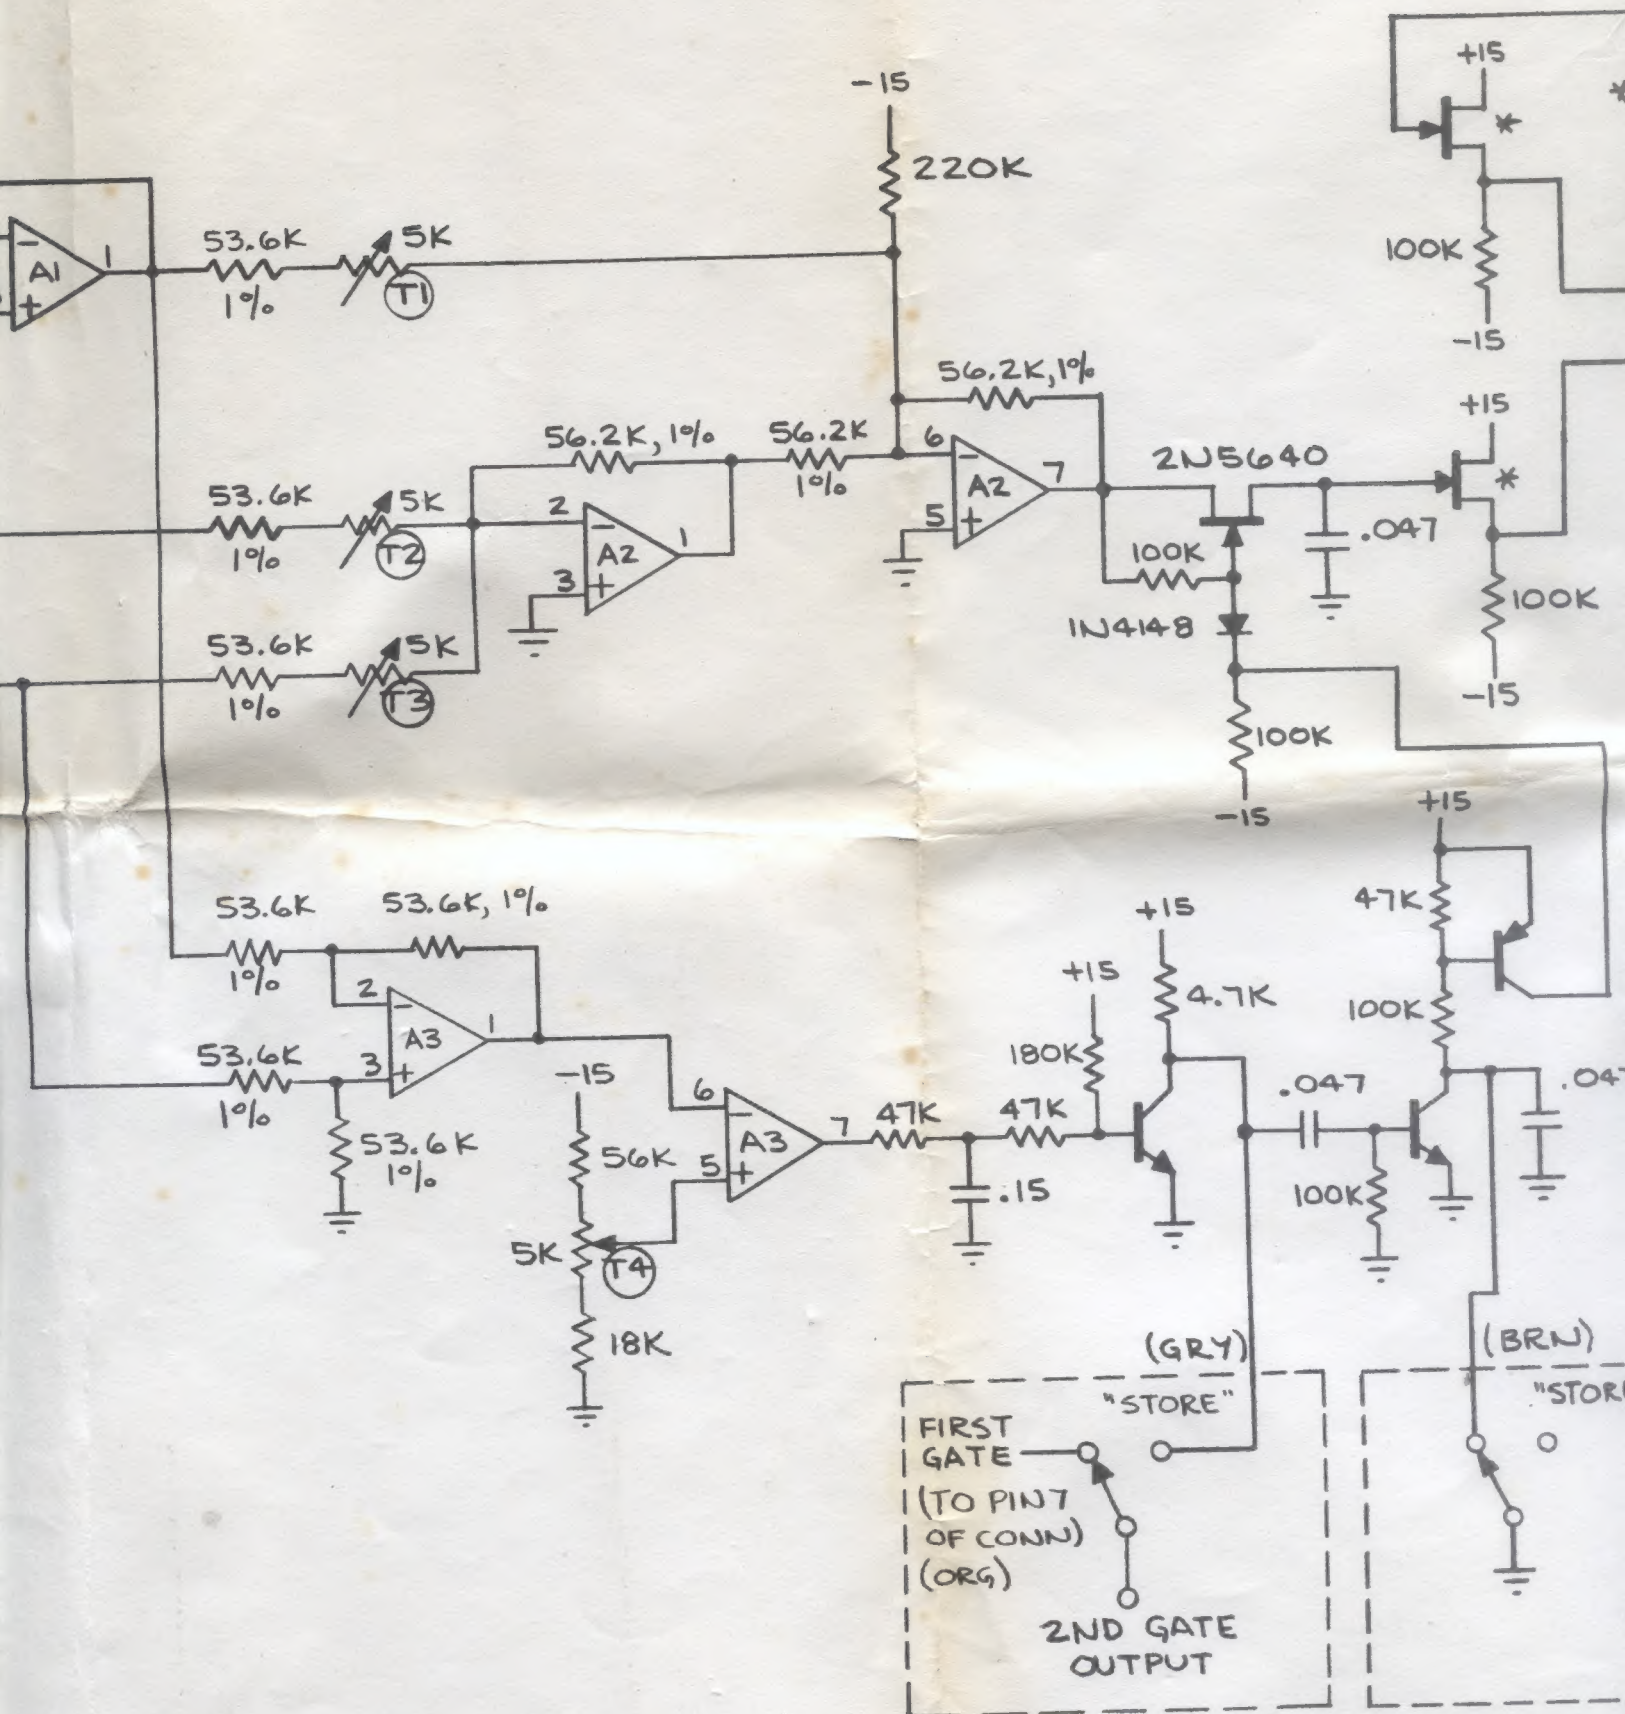 +15
-15
*
220K
100K
-15
A1
-
+
1
53.6K
1%
5K
T1
56.2K, 1%
+15
*
56.2K, 1%
56.2K
1%
6
-
A2
7
5
+
2N5640
.047
100K
1N4148
100K
-15
100K
-15
53.6K
1%
5K
T2
2
-
A2
1
3
+
53.6K
1%
5K
T3
+15
47K
100K
.047
53.6K
1%
53.6K, 1%
2
-
A3
1
3
+
53.6K
1%
53.6K
1%
-15
56K
5K
T4
18K
6
-
A3
7
5
+
47K
47K
.15
+15
180K
+15
4.7K
.047
100K
(GRY)
(BRN)
"STORE"
FIRST
GATE
(TO PIN 7
OF CONN)
(ORG)
2ND GATE
OUTPUT